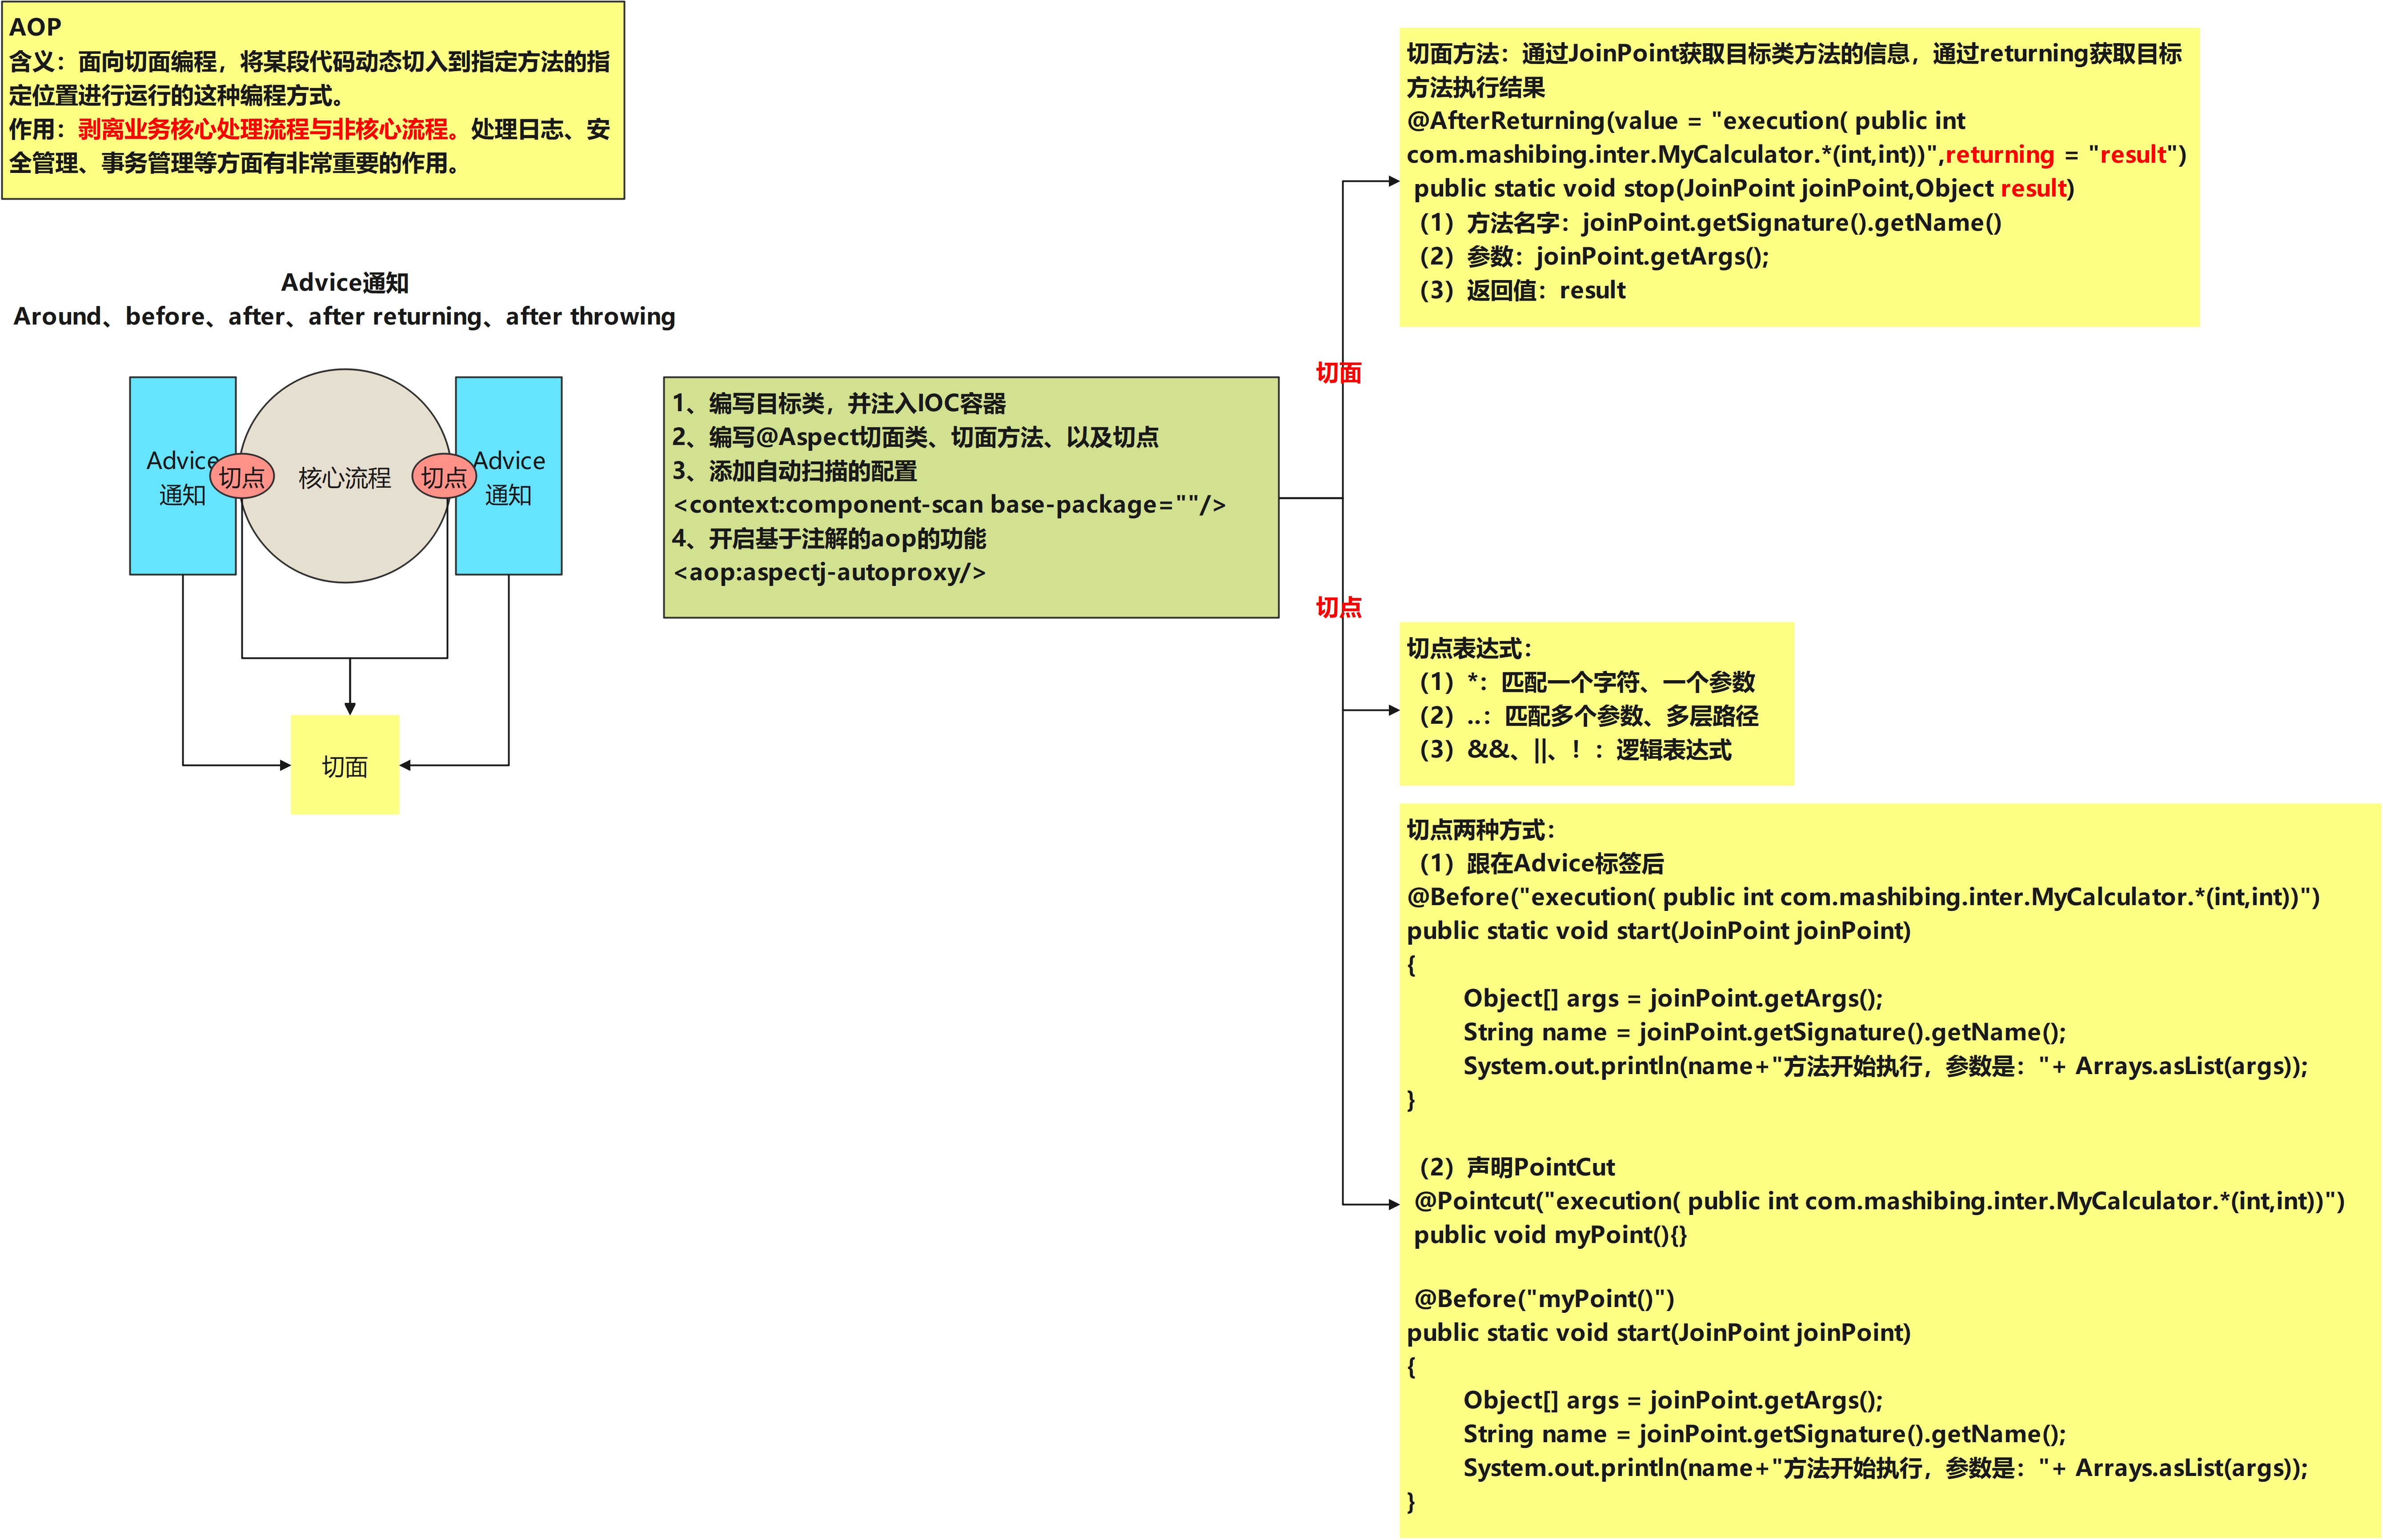 AOP
含义：面向切面编程，将某段代码动态切入到指定方法的指
定位置进行运行的这种编程方式。
作用：剥离业务核心处理流程与非核心流程。处理日志、安
全管理、事务管理等方面有非常重要的作用。
Advice通知
Around、before、after、after returning、after throwing
Advice
通知
切点
核心流程
切点
Advice
通知
切面
1、编写目标类，并注入IOC容器
2、编写@Aspect切面类、切面方法、以及切点
3、添加自动扫描的配置
<context:component-scan base-package=""/>
4、开启基于注解的aop的功能
<aop:aspectj-autoproxy/>
切面
切点
切面方法：通过JoinPoint获取目标类方法的信息，通过returning获取目标
方法执行结果
@AfterReturning(value = "execution( public int
com.mashibing.inter.MyCalculator.*(int,int))",returning = "result")
public static void stop(JoinPoint joinPoint,Object result)
（1）方法名字：joinPoint.getSignature().getName()
（2）参数：joinPoint.getArgs();
（3）返回值：result
切点表达式：
（1）*：匹配一个字符、一个参数
（2）..：匹配多个参数、多层路径
（3）&&、||、！：逻辑表达式
切点两种方式：
（1）跟在Advice标签后
@Before("execution( public int com.mashibing.inter.MyCalculator.*(int,int))")
public static void start(JoinPoint joinPoint)
{
Object[] args = joinPoint.getArgs();
String name = joinPoint.getSignature().getName();
System.out.println(name+"方法开始执行，参数是："+ Arrays.asList(args));
}
（2）声明PointCut
@Pointcut("execution( public int com.mashibing.inter.MyCalculator.*(int,int))")
public void myPoint(){}
@Before("myPoint()")
public static void start(JoinPoint joinPoint)
{
Object[] args = joinPoint.getArgs();
String name = joinPoint.getSignature().getName();
System.out.println(name+"方法开始执行，参数是："+ Arrays.asList(args));
}